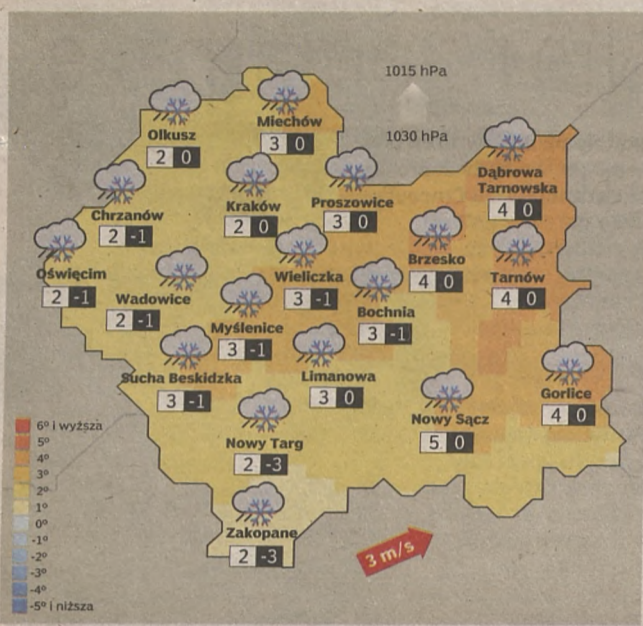 1015 hPa
1030 hPa
Olkusz
2 0
Miechów
3 0
Dąbrowa
Tarnowska
4 0
Chrzanów
2 -1
Kraków
2 0
Proszowice
3 0
Oświęcim
2 -1
Wadowice
2 -1
Wieliczka
3 -1
Brzesko
4 0
Tarnów
4 0
Myślenice
3 -1
Bochnia
3 -1
Sucha Beskidzka
3 -1
Limanowa
3 0
Nowy Sącz
5 0
Gorlice
4 0
Nowy Targ
2 -3
Zakopane
2 -3
3 m/s
6° i wyższa
5°
4°
3°
2°
1°
0°
-1°
-2°
-3°
-4°
-5° i niższa